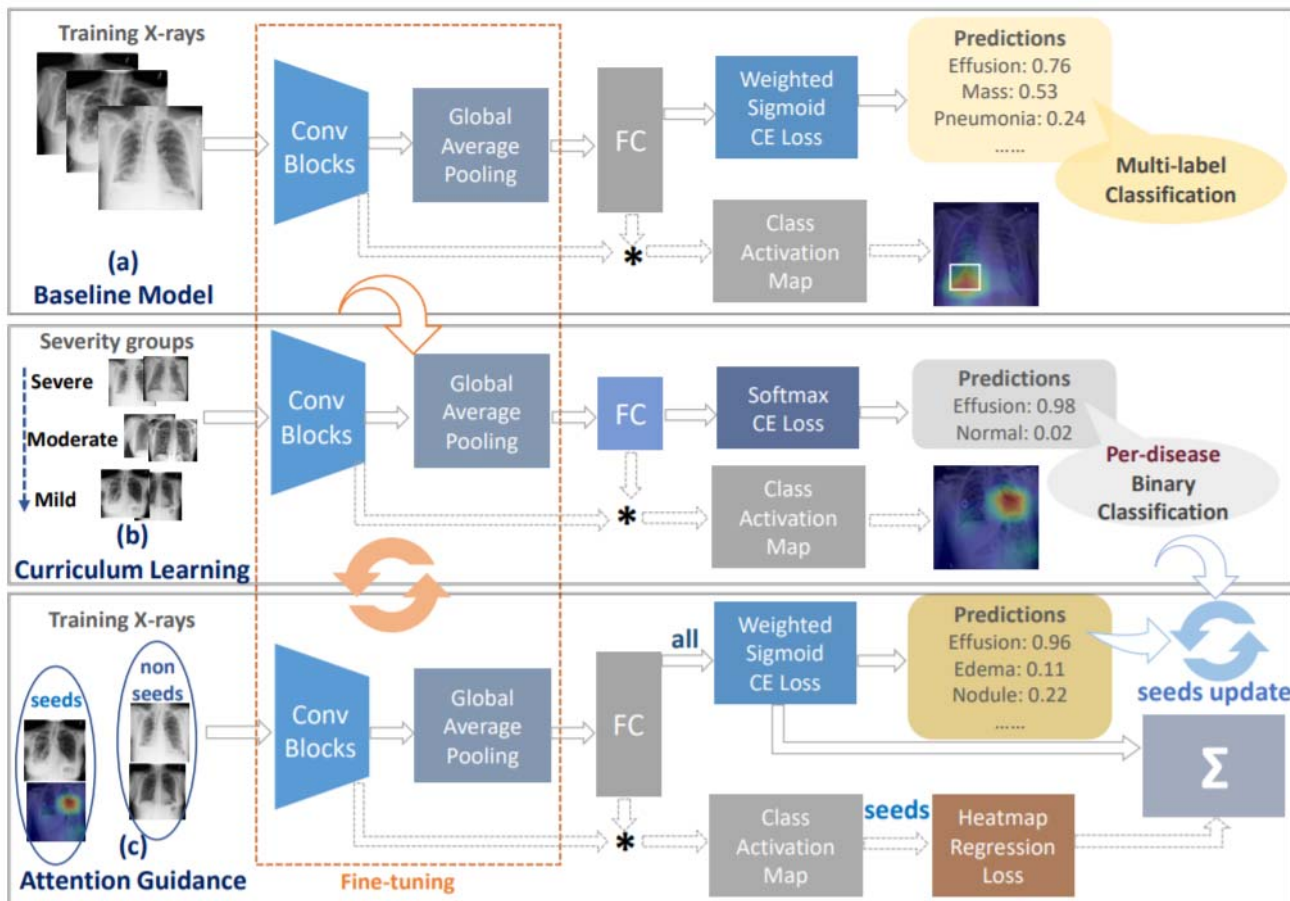 Training X-rays
Conv
Blocks
Global
Average
Pooling
FC
Weighted
Sigmoid
CE Loss
Predictions
Effusion: 0.76
Mass: 0.53
Pneumonia: 0.24
......
Multi-label
Classification
*
Class
Activation
Map
(a)
Baseline Model
Severity groups
Severe
Moderate
Mild
(b)
Curriculum Learning
Conv
Blocks
Global
Average
Pooling
FC
Softmax
CE Loss
Predictions
Effusion: 0.98
Normal: 0.02
Per-disease
Binary
Classification
*
Class
Activation
Map
Training X-rays
seeds
non
seeds
(c)
Attention Guidance
Conv
Blocks
Global
Average
Pooling
FC
all
Weighted
Sigmoid
CE Loss
Predictions
Effusion: 0.96
Edema: 0.11
Nodule: 0.22
......
seeds update
Σ
*
Class
Activation
Map
seeds
Heatmap
Regression
Loss
Fine-tuning